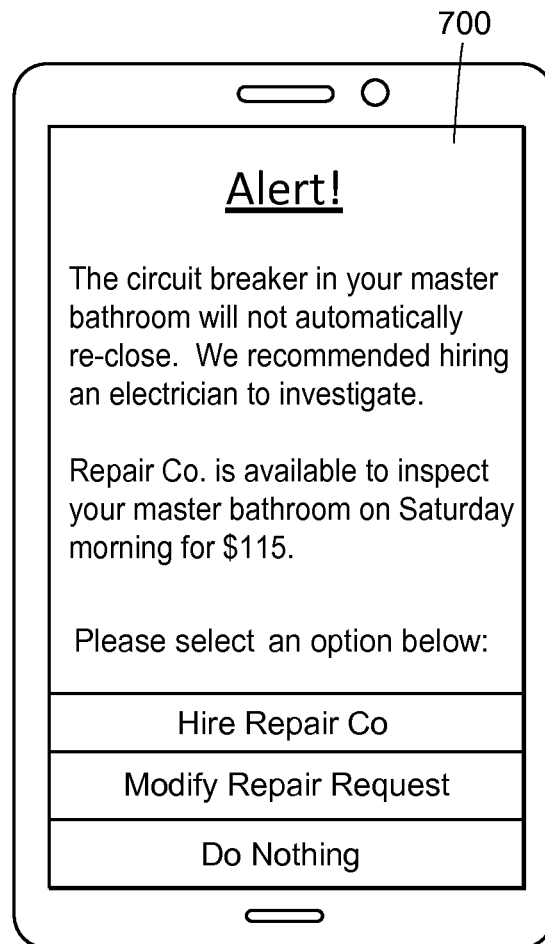 700
Alert!
The circuit breaker in your master
bathroom will not automatically
re-close.  We recommended hiring
an electrician to investigate.
Repair Co. is available to inspect
your master bathroom on Saturday
morning for $115.
Please select an option below:
Hire Repair Co
Modify Repair Request
Do Nothing